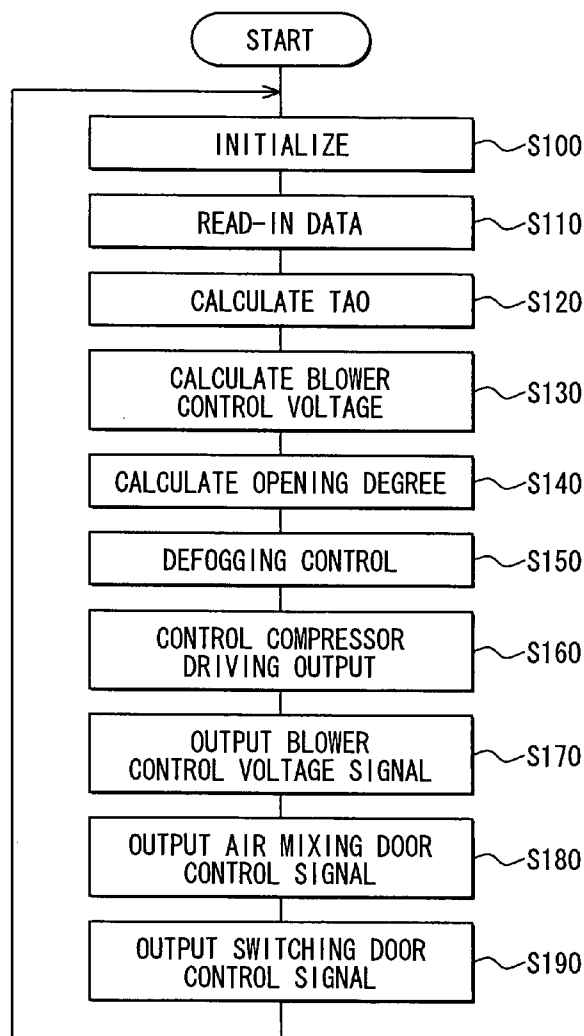 START
INITIALIZE
S100
READ-IN DATA
S110
CALCULATE TAO
S120
CALCULATE BLOWER
CONTROL VOLTAGE
S130
CALCULATE OPENING DEGREE
S140
DEFOGGING CONTROL
S150
CONTROL COMPRESSOR
DRIVING OUTPUT
S160
OUTPUT BLOWER
CONTROL VOLTAGE SIGNAL
S170
OUTPUT AIR MIXING DOOR
CONTROL SIGNAL
S180
OUTPUT SWITCHING DOOR
CONTROL SIGNAL
S190